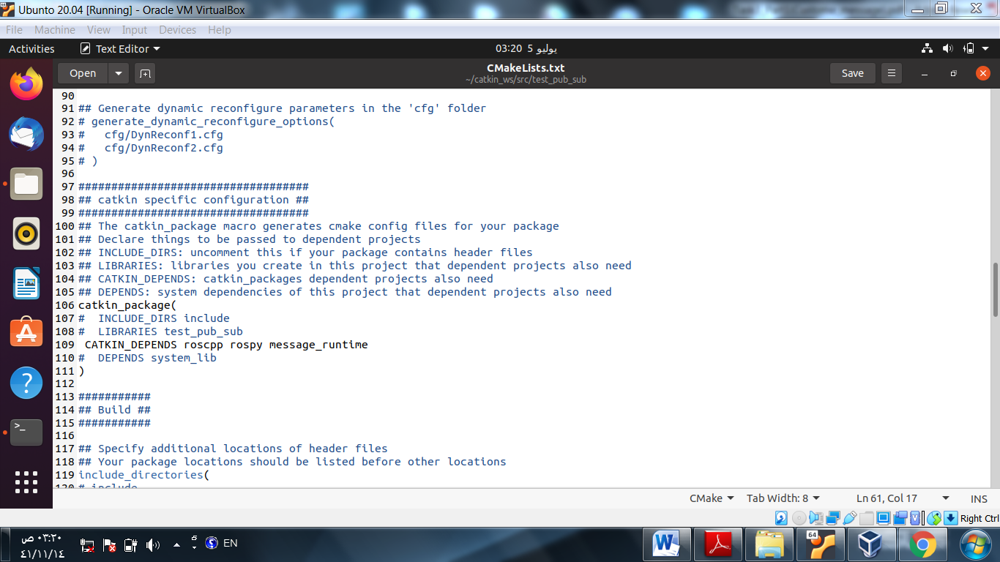 Ubunto 20.04 [Running] - Oracle VM VirtualBox
File Machine View Input Devices Help
Activities Text Editor 03:20 5 يوليو
Open CMakeLists.txt Save
~/catkin_ws/src/test_pub_sub
90
91 ## Generate dynamic reconfigure parameters in the 'cfg' folder
92 # generate_dynamic_reconfigure_options(
93 #   cfg/DynReconf1.cfg
94 #   cfg/DynReconf2.cfg
95 # )
96
97 ###################################
98 ## catkin specific configuration ##
99 ###################################
100 ## The catkin_package macro generates cmake config files for your package
101 ## Declare things to be passed to dependent projects
102 ## INCLUDE_DIRS: uncomment this if your package contains header files
103 ## LIBRARIES: libraries you create in this project that dependent projects also need
104 ## CATKIN_DEPENDS: catkin_packages dependent projects also need
105 ## DEPENDS: system dependencies of this project that dependent projects also need
106 catkin_package(
107 #  INCLUDE_DIRS include
108 #  LIBRARIES test_pub_sub
109  CATKIN_DEPENDS roscpp rospy message_runtime
110 #  DEPENDS system_lib
111 )
112
113 ###########
114 ## Build ##
115 ###########
116
117 ## Specify additional locations of header files
118 ## Your package locations should be listed before other locations
119 include_directories(
120 # include
CMake Tab Width: 8 Ln 61, Col 17 INS
Right Ctrl
٠٣:٢٠ ص
EN
٤١/١١/١٤